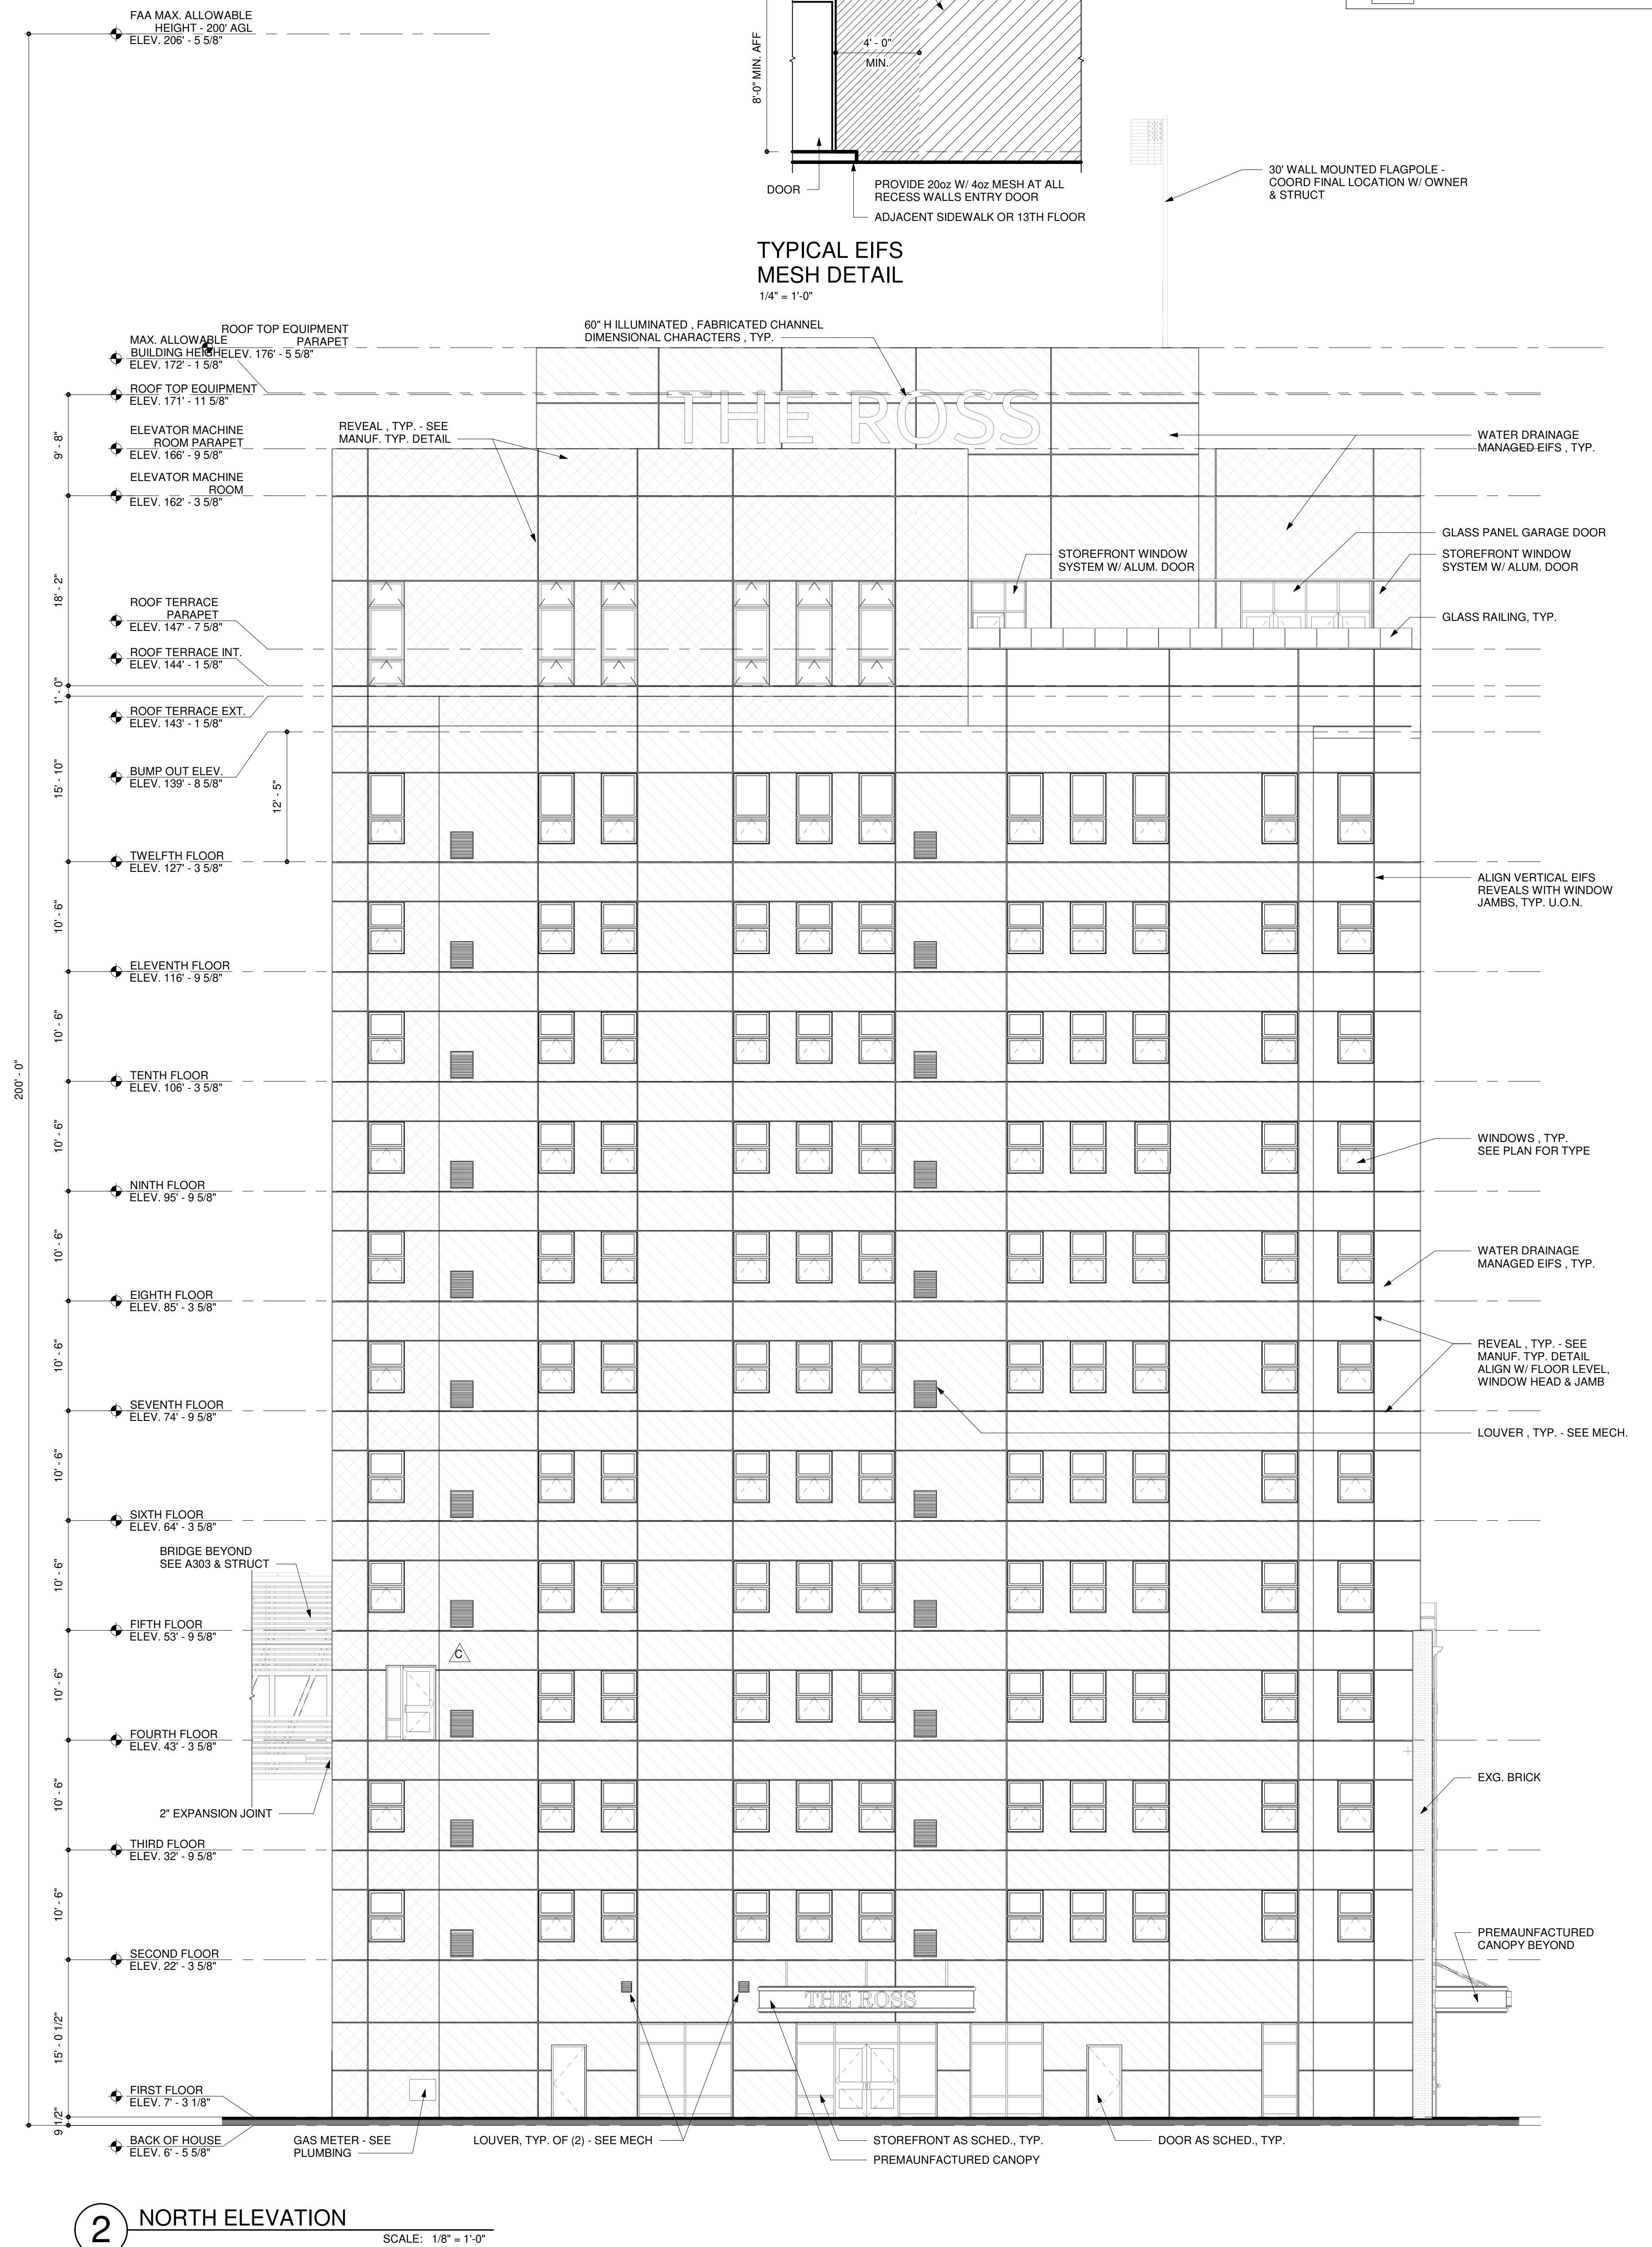 FAA MAX. ALLOWABLE
HEIGHT - 200' AGL
ELEV. 206' - 5 5/8"
8'-0" MIN. AFF
4' - 0"
MIN.
DOOR
PROVIDE 20oz W/ 4oz MESH AT ALL
RECESS WALLS ENTRY DOOR
ADJACENT SIDEWALK OR 13TH FLOOR
TYPICAL EIFS
MESH DETAIL
1/4" = 1'-0"
30' WALL MOUNTED FLAGPOLE -
COORD FINAL LOCATION W/ OWNER
& STRUCT
60" H ILLUMINATED , FABRICATED CHANNEL
DIMENSIONAL CHARACTERS , TYP.
ROOF TOP EQUIPMENT
PARAPET
ELEV. 176' - 5 5/8"
MAX. ALLOWABLE
BUILDING HEIGH
ELEV. 172' - 1 5/8"
ROOF TOP EQUIPMENT
ELEV. 171' - 11 5/8"
THE ROSS
9' - 8"
ELEVATOR MACHINE
ROOM PARAPET
ELEV. 166' - 9 5/8"
REVEAL , TYP. - SEE
MANUF. TYP. DETAIL
WATER DRAINAGE
MANAGED EIFS , TYP.
ELEVATOR MACHINE
ROOM
ELEV. 162' - 3 5/8"
GLASS PANEL GARAGE DOOR
STOREFRONT WINDOW
SYSTEM W/ ALUM. DOOR
STOREFRONT WINDOW
SYSTEM W/ ALUM. DOOR
18' - 2"
ROOF TERRACE
PARAPET
ELEV. 147' - 7 5/8"
GLASS RAILING, TYP.
ROOF TERRACE INT.
ELEV. 144' - 1 5/8"
1' - 0"
1'
ROOF TERRACE EXT.
ELEV. 143' - 1 5/8"
15' - 10"
BUMP OUT ELEV.
ELEV. 139' - 8 5/8"
12' - 5"
TWELFTH FLOOR
ELEV. 127' - 3 5/8"
ALIGN VERTICAL EIFS
REVEALS WITH WINDOW
JAMBS, TYP. U.O.N.
10' - 6"
ELEVENTH FLOOR
ELEV. 116' - 9 5/8"
10' - 6"
200' - 0"
TENTH FLOOR
ELEV. 106' - 3 5/8"
10' - 6"
WINDOWS , TYP.
SEE PLAN FOR TYPE
NINTH FLOOR
ELEV. 95' - 9 5/8"
10' - 6"
WATER DRAINAGE
MANAGED EIFS , TYP.
EIGHTH FLOOR
ELEV. 85' - 3 5/8"
10' - 6"
REVEAL , TYP. - SEE
MANUF. TYP. DETAIL
ALIGN W/ FLOOR LEVEL,
WINDOW HEAD & JAMB
SEVENTH FLOOR
ELEV. 74' - 9 5/8"
LOUVER , TYP. - SEE MECH.
10' - 6"
SIXTH FLOOR
ELEV. 64' - 3 5/8"
BRIDGE BEYOND
SEE A303 & STRUCT
10' - 6"
FIFTH FLOOR
ELEV. 53' - 9 5/8"
C
10' - 6"
FOURTH FLOOR
ELEV. 43' - 3 5/8"
10' - 6"
EXG. BRICK
2" EXPANSION JOINT
THIRD FLOOR
ELEV. 32' - 9 5/8"
10' - 6"
PREMAUNFACTURED
CANOPY BEYOND
SECOND FLOOR
ELEV. 22' - 3 5/8"
THE ROSS
15' - 0 1/2"
FIRST FLOOR
ELEV. 7' - 3 1/8"
9 1/2"
BACK OF HOUSE
ELEV. 6' - 5 5/8"
GAS METER - SEE
PLUMBING
LOUVER, TYP. OF (2) - SEE MECH
STOREFRONT AS SCHED., TYP.
PREMAUNFACTURED CANOPY
DOOR AS SCHED., TYP.
2
NORTH ELEVATION
SCALE: 1/8" = 1'-0"